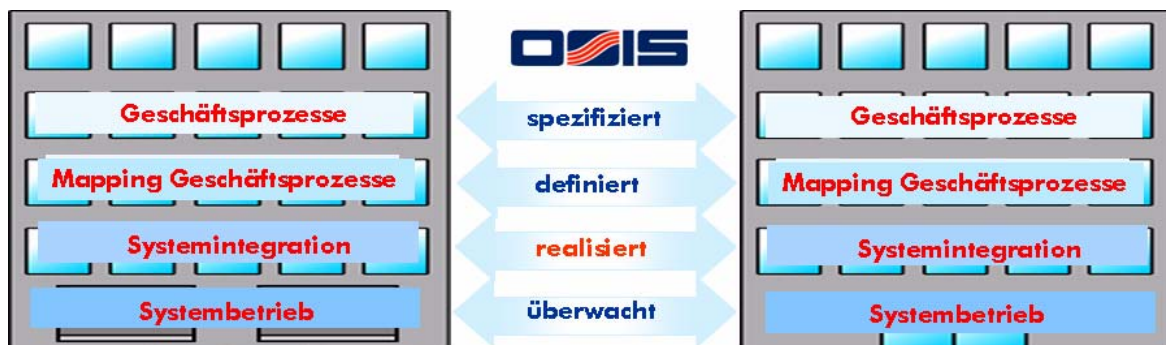 OSIS
Geschäftsprozesse spezifiziert Geschäftsprozesse
Mapping Geschäftsprozesse definiert Mapping Geschäftsprozesse
Systemintegration realisiert Systemintegration
Systembetrieb überwacht Systembetrieb